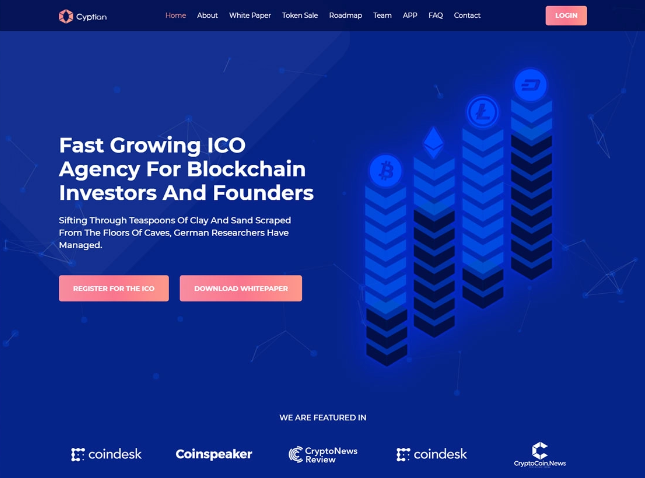 Cyptian
Home About White Paper Token Sale Roadmap Team APP FAQ Contact
LOGIN
Fast Growing ICO
Agency For Blockchain
Investors And Founders
Sifting Through Teaspoons Of Clay And Sand Scraped
From The Floors Of Caves, German Researchers Have
Managed.
REGISTER FOR THE ICO
DOWNLOAD WHITEPAPER
WE ARE FEATURED IN
coindesk
Coinspeaker
CryptoNews
Review
coindesk
CryptoCoin.News